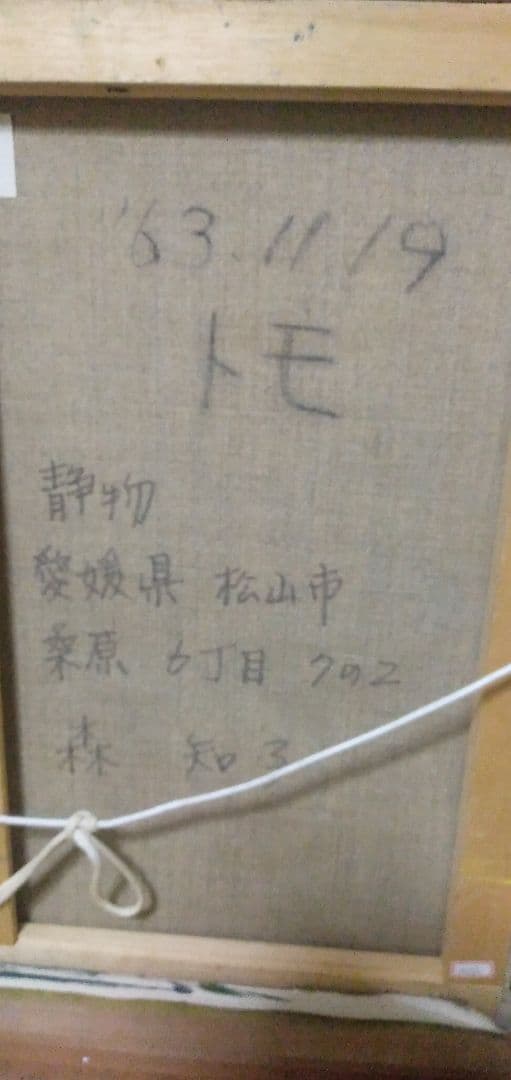 '63.11.19
トモ
静物
愛媛県 松山市
桑原 6丁目 7の2
森 知子